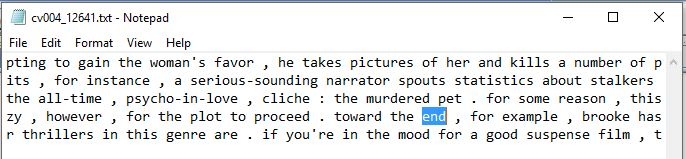 cv004_12641.txt - Notepad
File Edit Format View Help
pting to gain the woman's favor , he takes pictures of her and kills a number of p
its , for instance , a serious-sounding narrator spouts statistics about stalkers
the all-time , psycho-in-love , cliche : the murdered pet . for some reason , this
zy , however , for the plot to proceed . toward the end , for example , brooke has
r thrillers in this genre are . if you're in the mood for a good suspense film , t